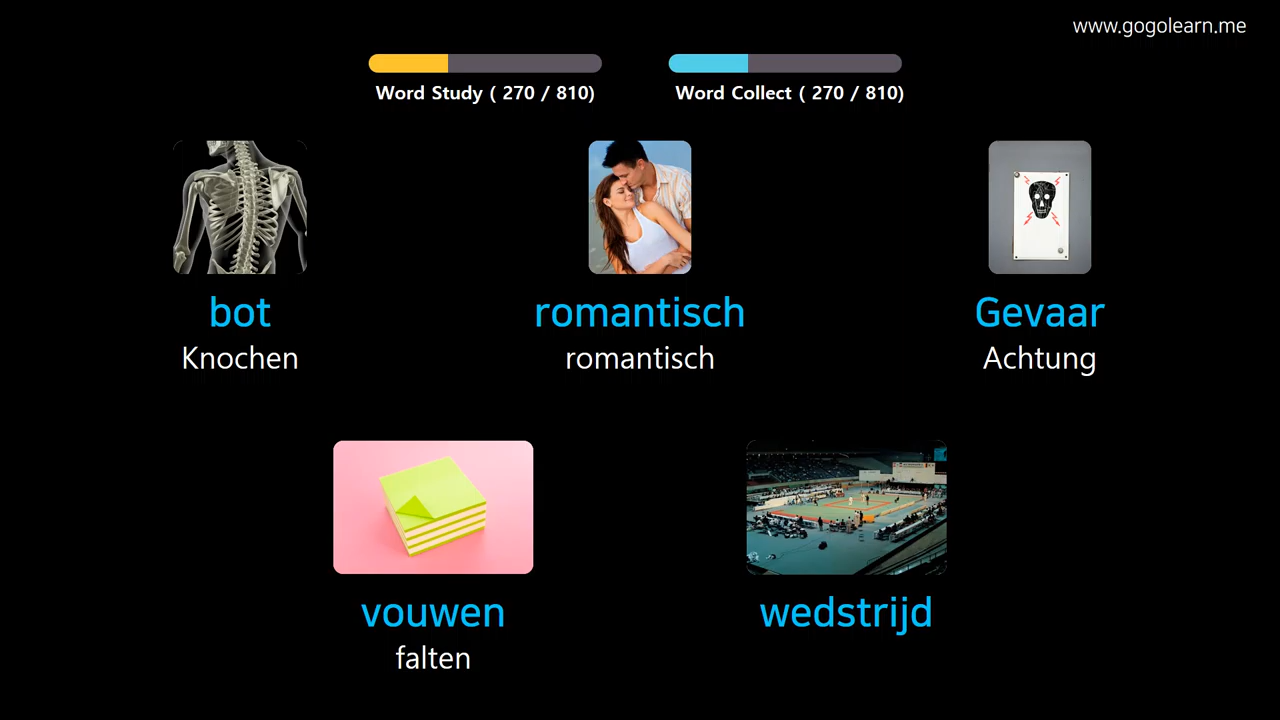 www.gogolearn.me
Word Study ( 270 / 810)
Word Collect ( 270 / 810)
bot
Knochen
romantisch
romantisch
Gevaar
Achtung
vouwen
falten
wedstrijd